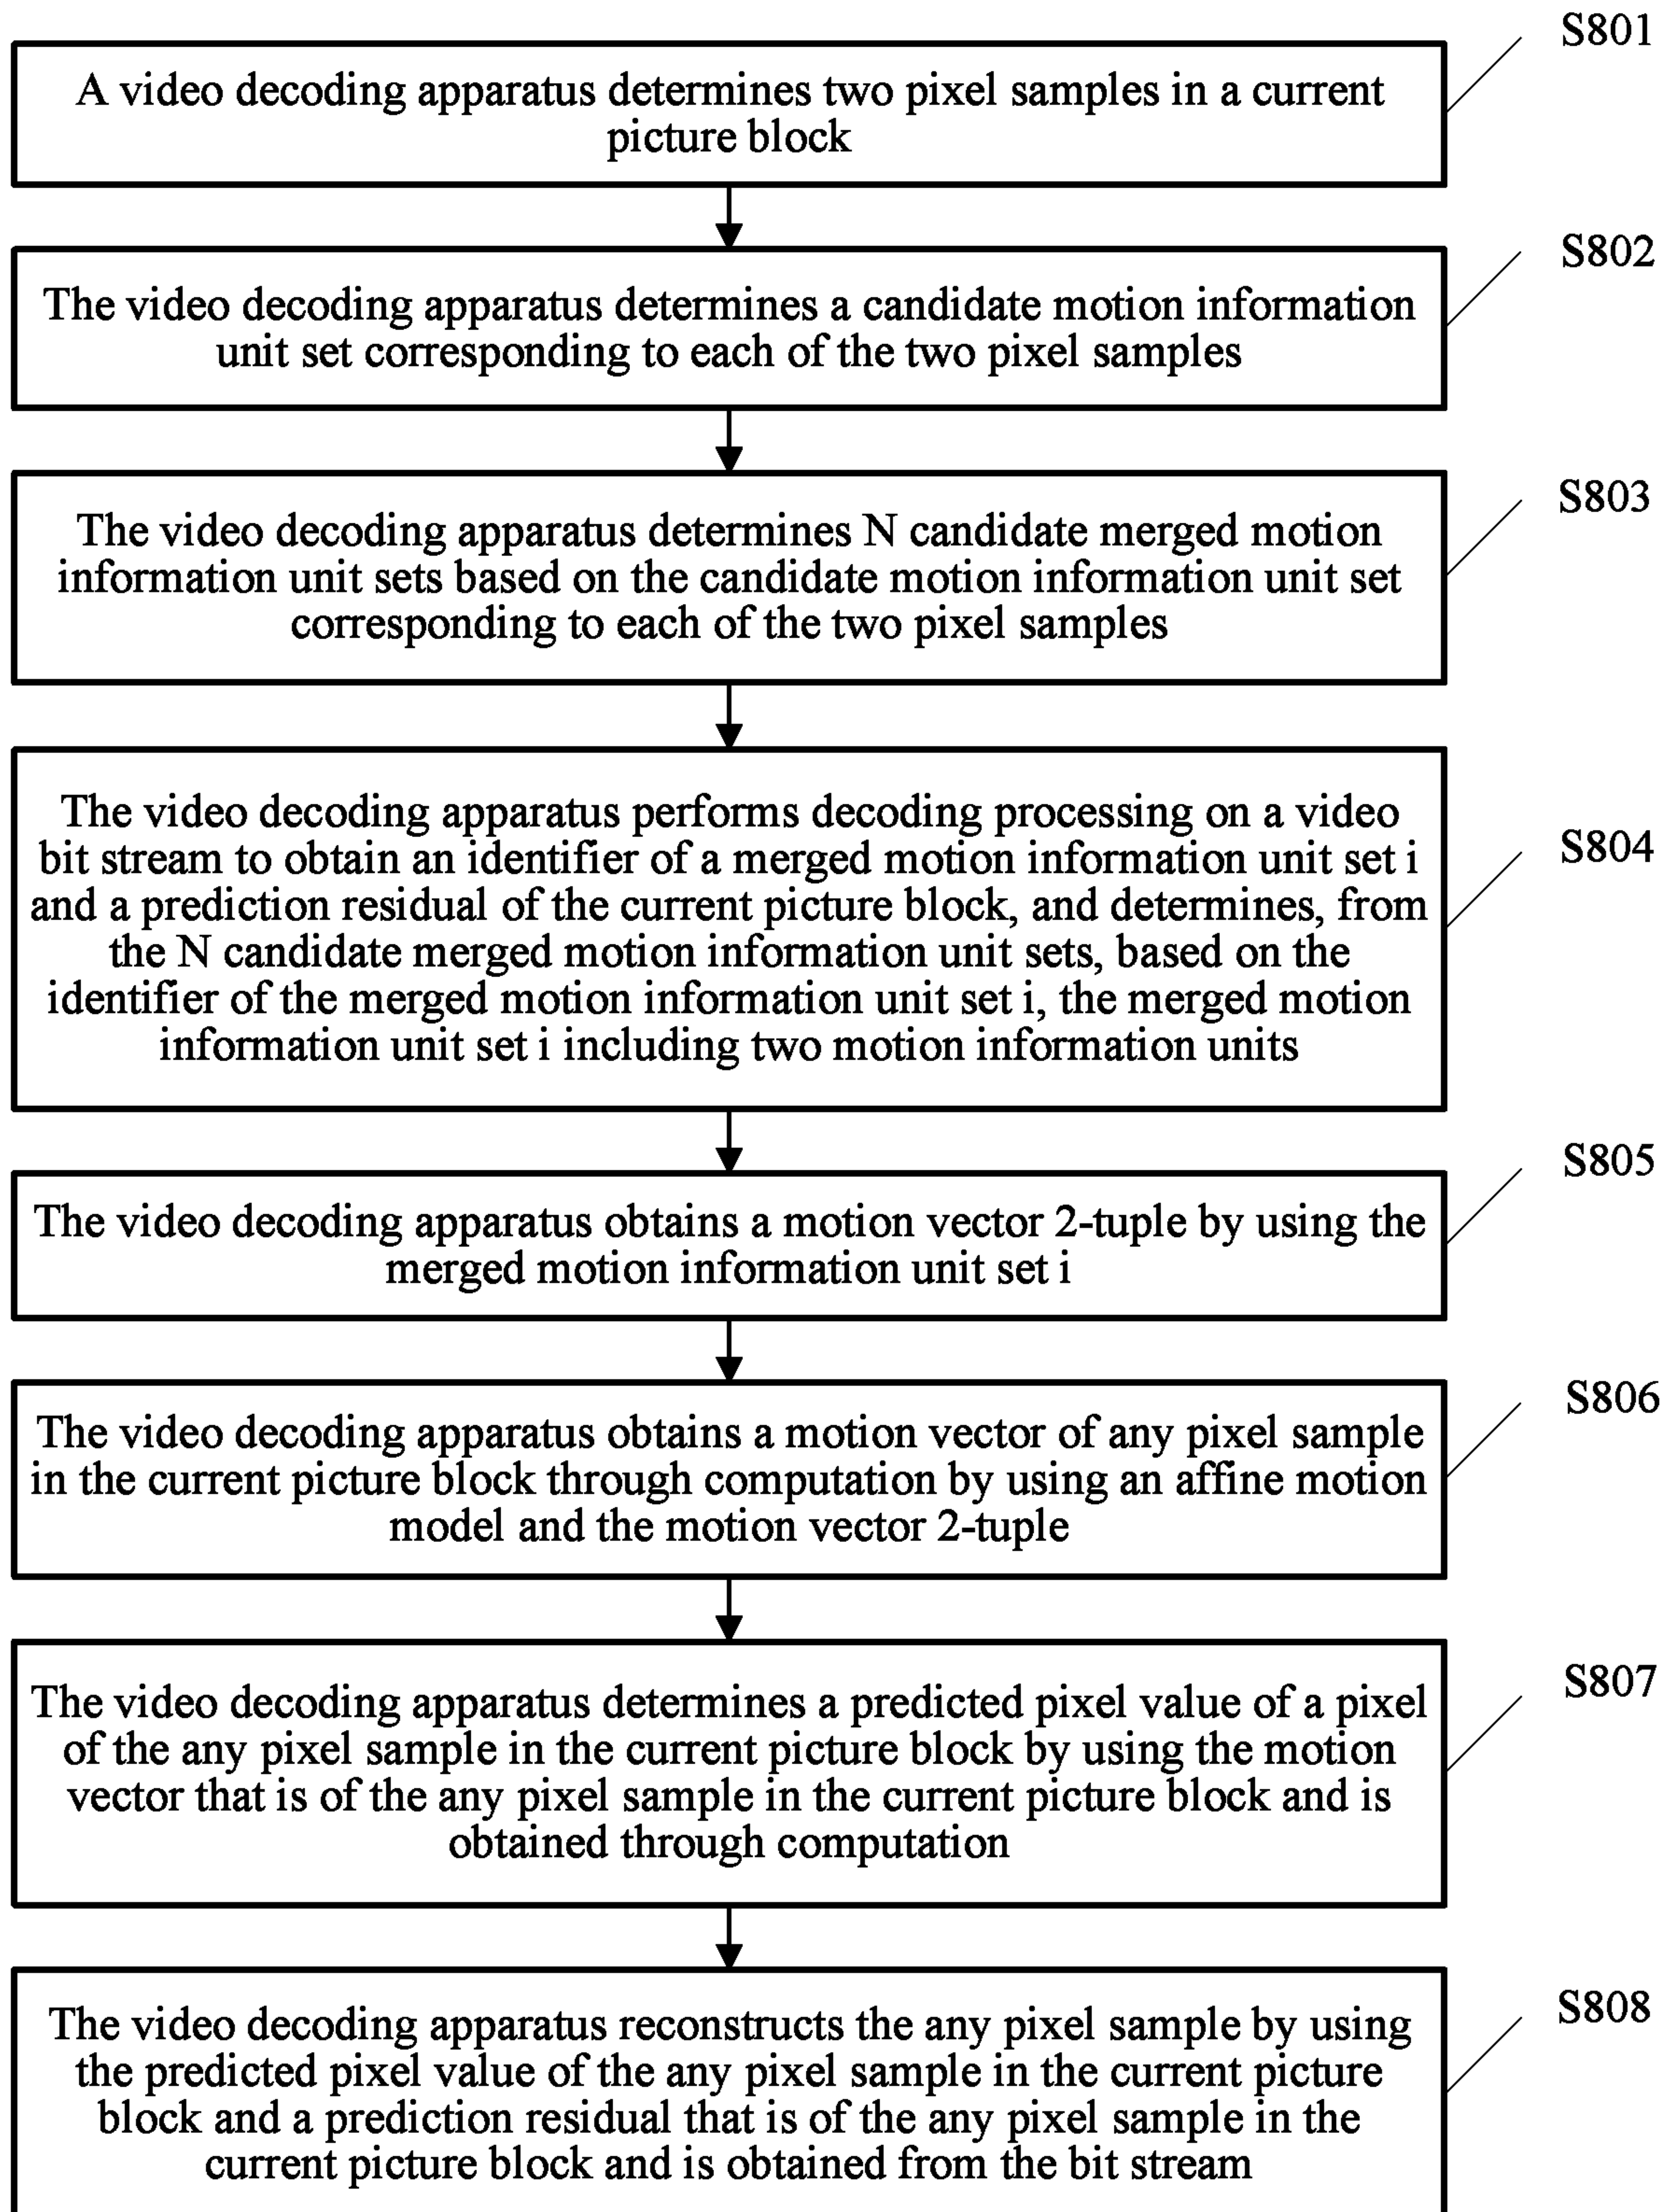 S801
A video decoding apparatus determines two pixel samples in a current
picture block
S802
The video decoding apparatus determines a candidate motion information
unit set corresponding to each of the two pixel samples
S803
The video decoding apparatus determines N candidate merged motion
information unit sets based on the candidate motion information unit set
corresponding to each of the two pixel samples
S804
The video decoding apparatus performs decoding processing on a video
bit stream to obtain an identifier of a merged motion information unit set i
and a prediction residual of the current picture block, and determines, from
the N candidate merged motion information unit sets, based on the
identifier of the merged motion information unit set i, the merged motion
information unit set i including two motion information units
S805
The video decoding apparatus obtains a motion vector 2-tuple by using the
merged motion information unit set i
S806
The video decoding apparatus obtains a motion vector of any pixel sample
in the current picture block through computation by using an affine motion
model and the motion vector 2-tuple
S807
The video decoding apparatus determines a predicted pixel value of a pixel
of the any pixel sample in the current picture block by using the motion
vector that is of the any pixel sample in the current picture block and is
obtained through computation
S808
The video decoding apparatus reconstructs the any pixel sample by using
the predicted pixel value of the any pixel sample in the current picture
block and a prediction residual that is of the any pixel sample in the
current picture block and is obtained from the bit stream